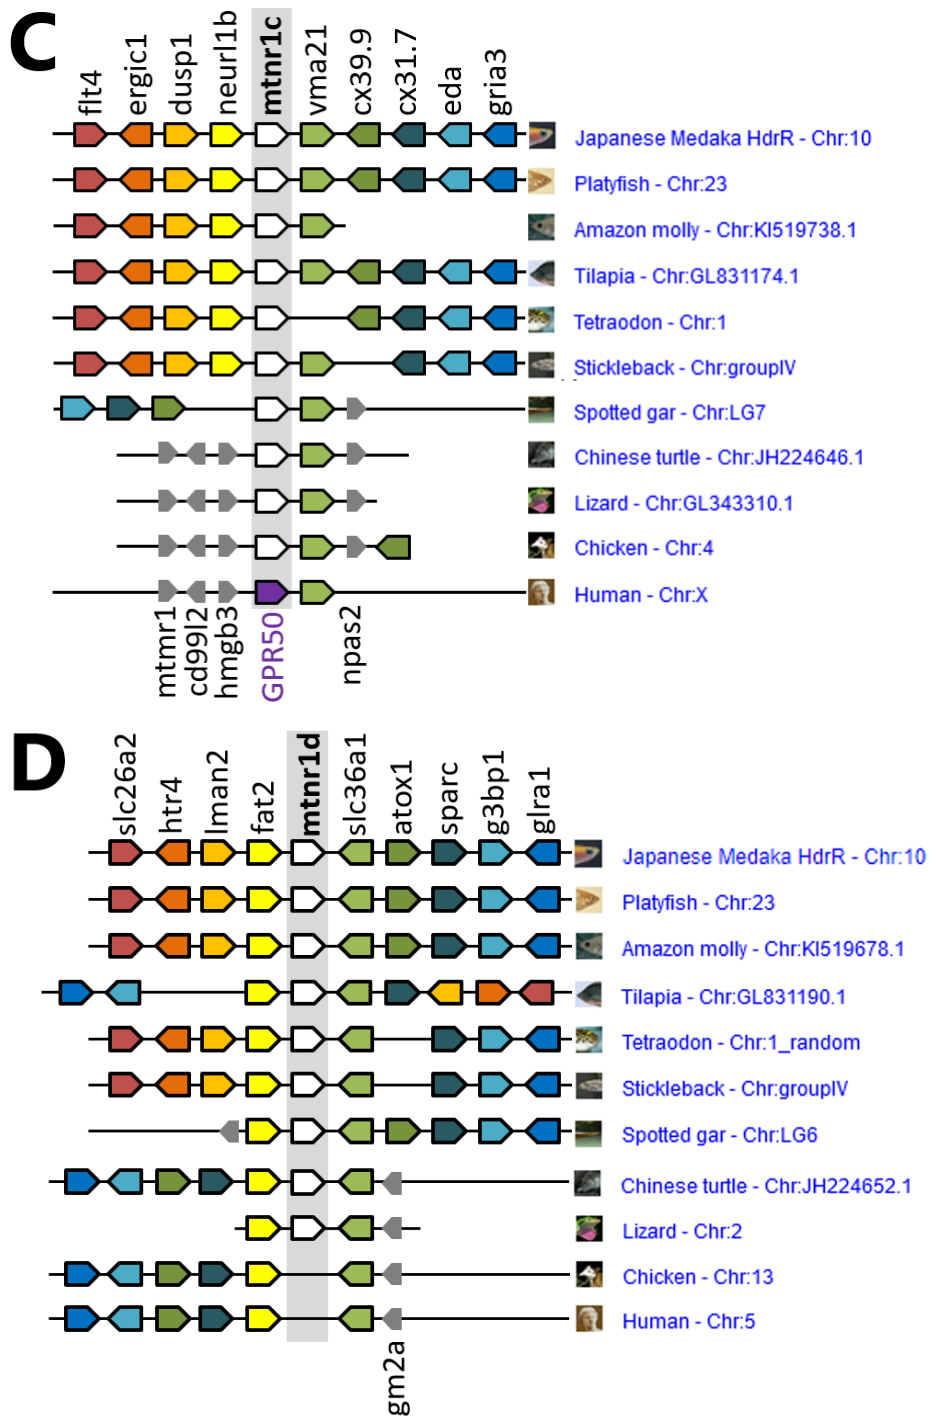 C
flt4
ergic1
dusp1
neurl1b
mtnr1c
vma21
cx39.9
cx31.7
eda
gria3
Japanese Medaka HdrR - Chr:10
Platyfish - Chr:23
Amazon molly - Chr:KI519738.1
Tilapia - Chr:GL831174.1
Tetraodon - Chr:1
Stickleback - Chr:groupIV
Spotted gar - Chr:LG7
Chinese turtle - Chr:JH224646.1
Lizard - Chr:GL343310.1
Chicken - Chr:4
Human - Chr:X
mtmr1
cd99l2
hmgb3
GPR50
npas2
D
slc26a2
htr4
lman2
fat2
mtnr1d
slc36a1
atox1
sparc
g3bp1
glra1
Japanese Medaka HdrR - Chr:10
Platyfish - Chr:23
Amazon molly - Chr:KI519678.1
Tilapia - Chr:GL831190.1
Tetraodon - Chr:1_random
Stickleback - Chr:groupIV
Spotted gar - Chr:LG6
Chinese turtle - Chr:JH224652.1
Lizard - Chr:2
Chicken - Chr:13
Human - Chr:5
gm2a